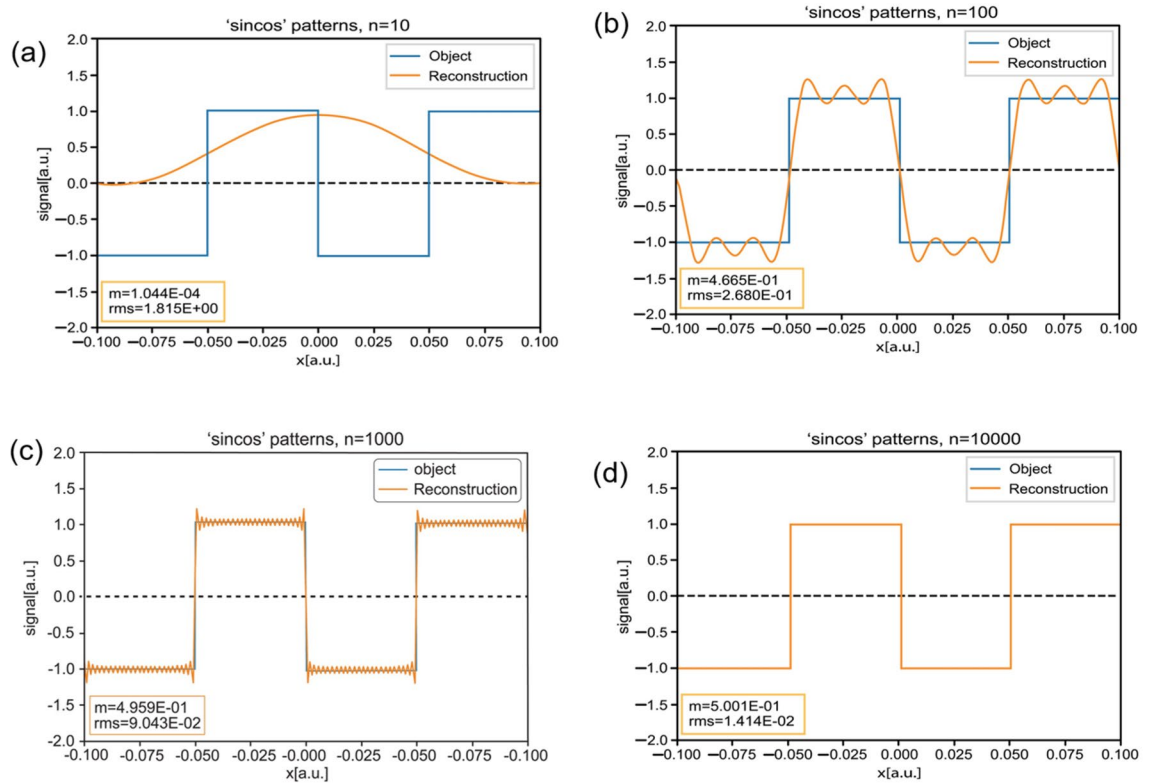 (a)
‘sincos’ patterns, n=10
Object
Reconstruction
signal[a.u.]
2.0
1.5
1.0
0.5
0.0
−0.5
−1.0
−1.5
−2.0
m=1.044E-04
rms=1.815E+00
−0.100 −0.075 −0.050 −0.025 0.000 0.025 0.050 0.075 0.100
x[a.u.]
(b)
‘sincos’ patterns, n=100
Object
Reconstruction
signal[a.u.]
2.0
1.5
1.0
0.5
0.0
−0.5
−1.0
−1.5
−2.0
m=4.665E-01
rms=2.680E-01
−0.100 −0.075 −0.050 −0.025 0.000 0.025 0.050 0.075 0.100
x[a.u.]
(c)
‘sincos’ patterns, n=1000
object
Reconstruction
signal[a.u.]
2.0
1.5
1.0
0.5
0.0
-0.5
-1.0
-1.5
-2.0
m=4.959E-01
rms=9.043E-02
-0.100 -0.075 -0.050 -0.025 -0.000 -0.025 -0.050 -0.075 -0.100
x[a.u.]
(d)
‘sincos’ patterns, n=10000
Object
Reconstruction
signal[a.u.]
2.0
1.5
1.0
0.5
0.0
−0.5
−1.0
−1.5
−2.0
m=5.001E-01
rms=1.414E-02
−0.100 −0.075 −0.050 −0.025 0.000 0.025 0.050 0.075 0.100
x[a.u.]